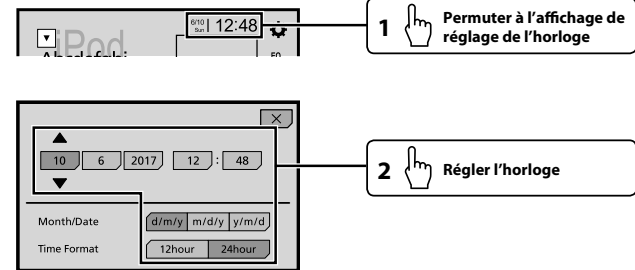 6/10
Sun 12:48
iPod
1 Permuter à l’affichage de
réglage de l’horloge
10 6 2017 12 : 48
2 Régler l’horloge
Month/Date d/m/y m/d/y y/m/d
Time Format 12hour 24hour